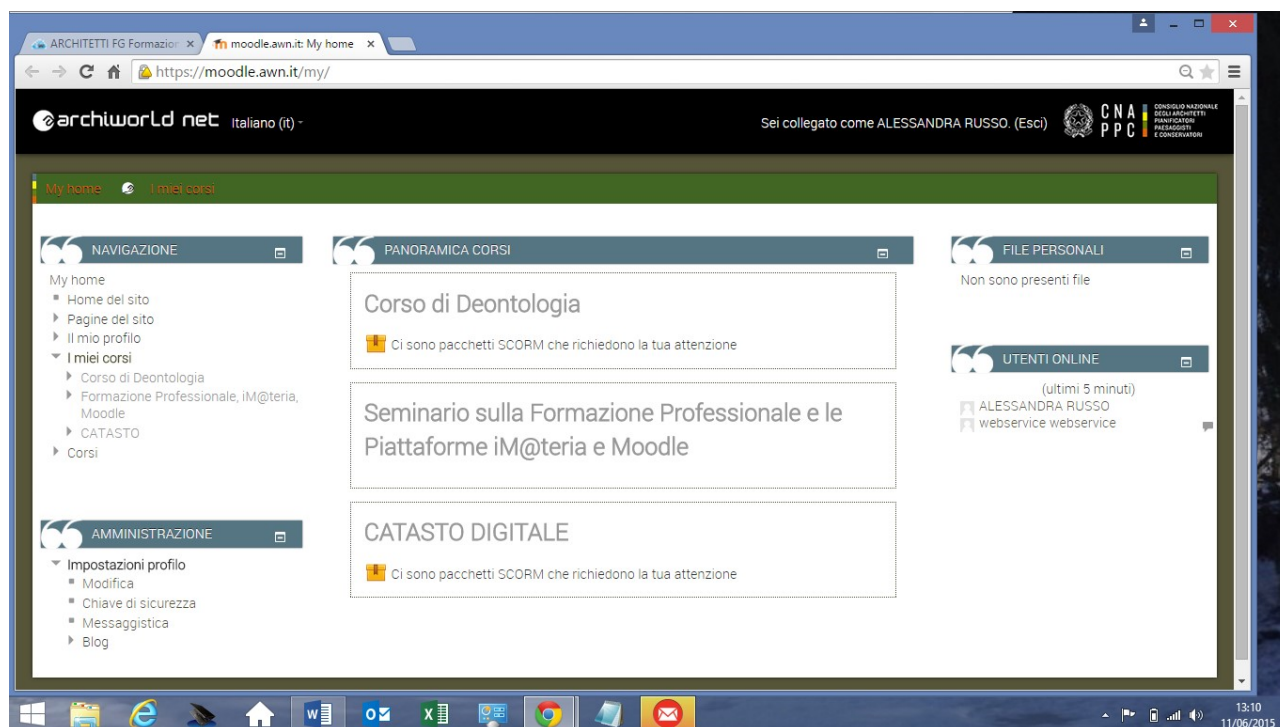 ARCHITETTI FG Formazion
moodle.awn.it: My home
https://moodle.awn.it/my/
archiworld net Italiano (it)
Sei collegato come ALESSANDRA RUSSO. (Esci)
CNA
PPC
CONSIGLIO NAZIONALE
DEGLI ARCHITETTI
PIANIFICATORI
PAESAGGISTI
E CONSERVATORI
My home I miei corsi
NAVIGAZIONE
My home
Home del sito
Pagine del sito
Il mio profilo
I miei corsi
Corso di Deontologia
Formazione Professionale, iM@teria,
Moodle
CATASTO
Corsi
AMMINISTRAZIONE
Impostazioni profilo
Modifica
Chiave di sicurezza
Messaggistica
Blog
PANORAMICA CORSI
Corso di Deontologia
Ci sono pacchetti SCORM che richiedono la tua attenzione
Seminario sulla Formazione Professionale e le
Piattaforme iM@teria e Moodle
CATASTO DIGITALE
Ci sono pacchetti SCORM che richiedono la tua attenzione
FILE PERSONALI
Non sono presenti file
UTENTI ONLINE
(ultimi 5 minuti)
ALESSANDRA RUSSO
webservice webservice
13:10
11/06/2015